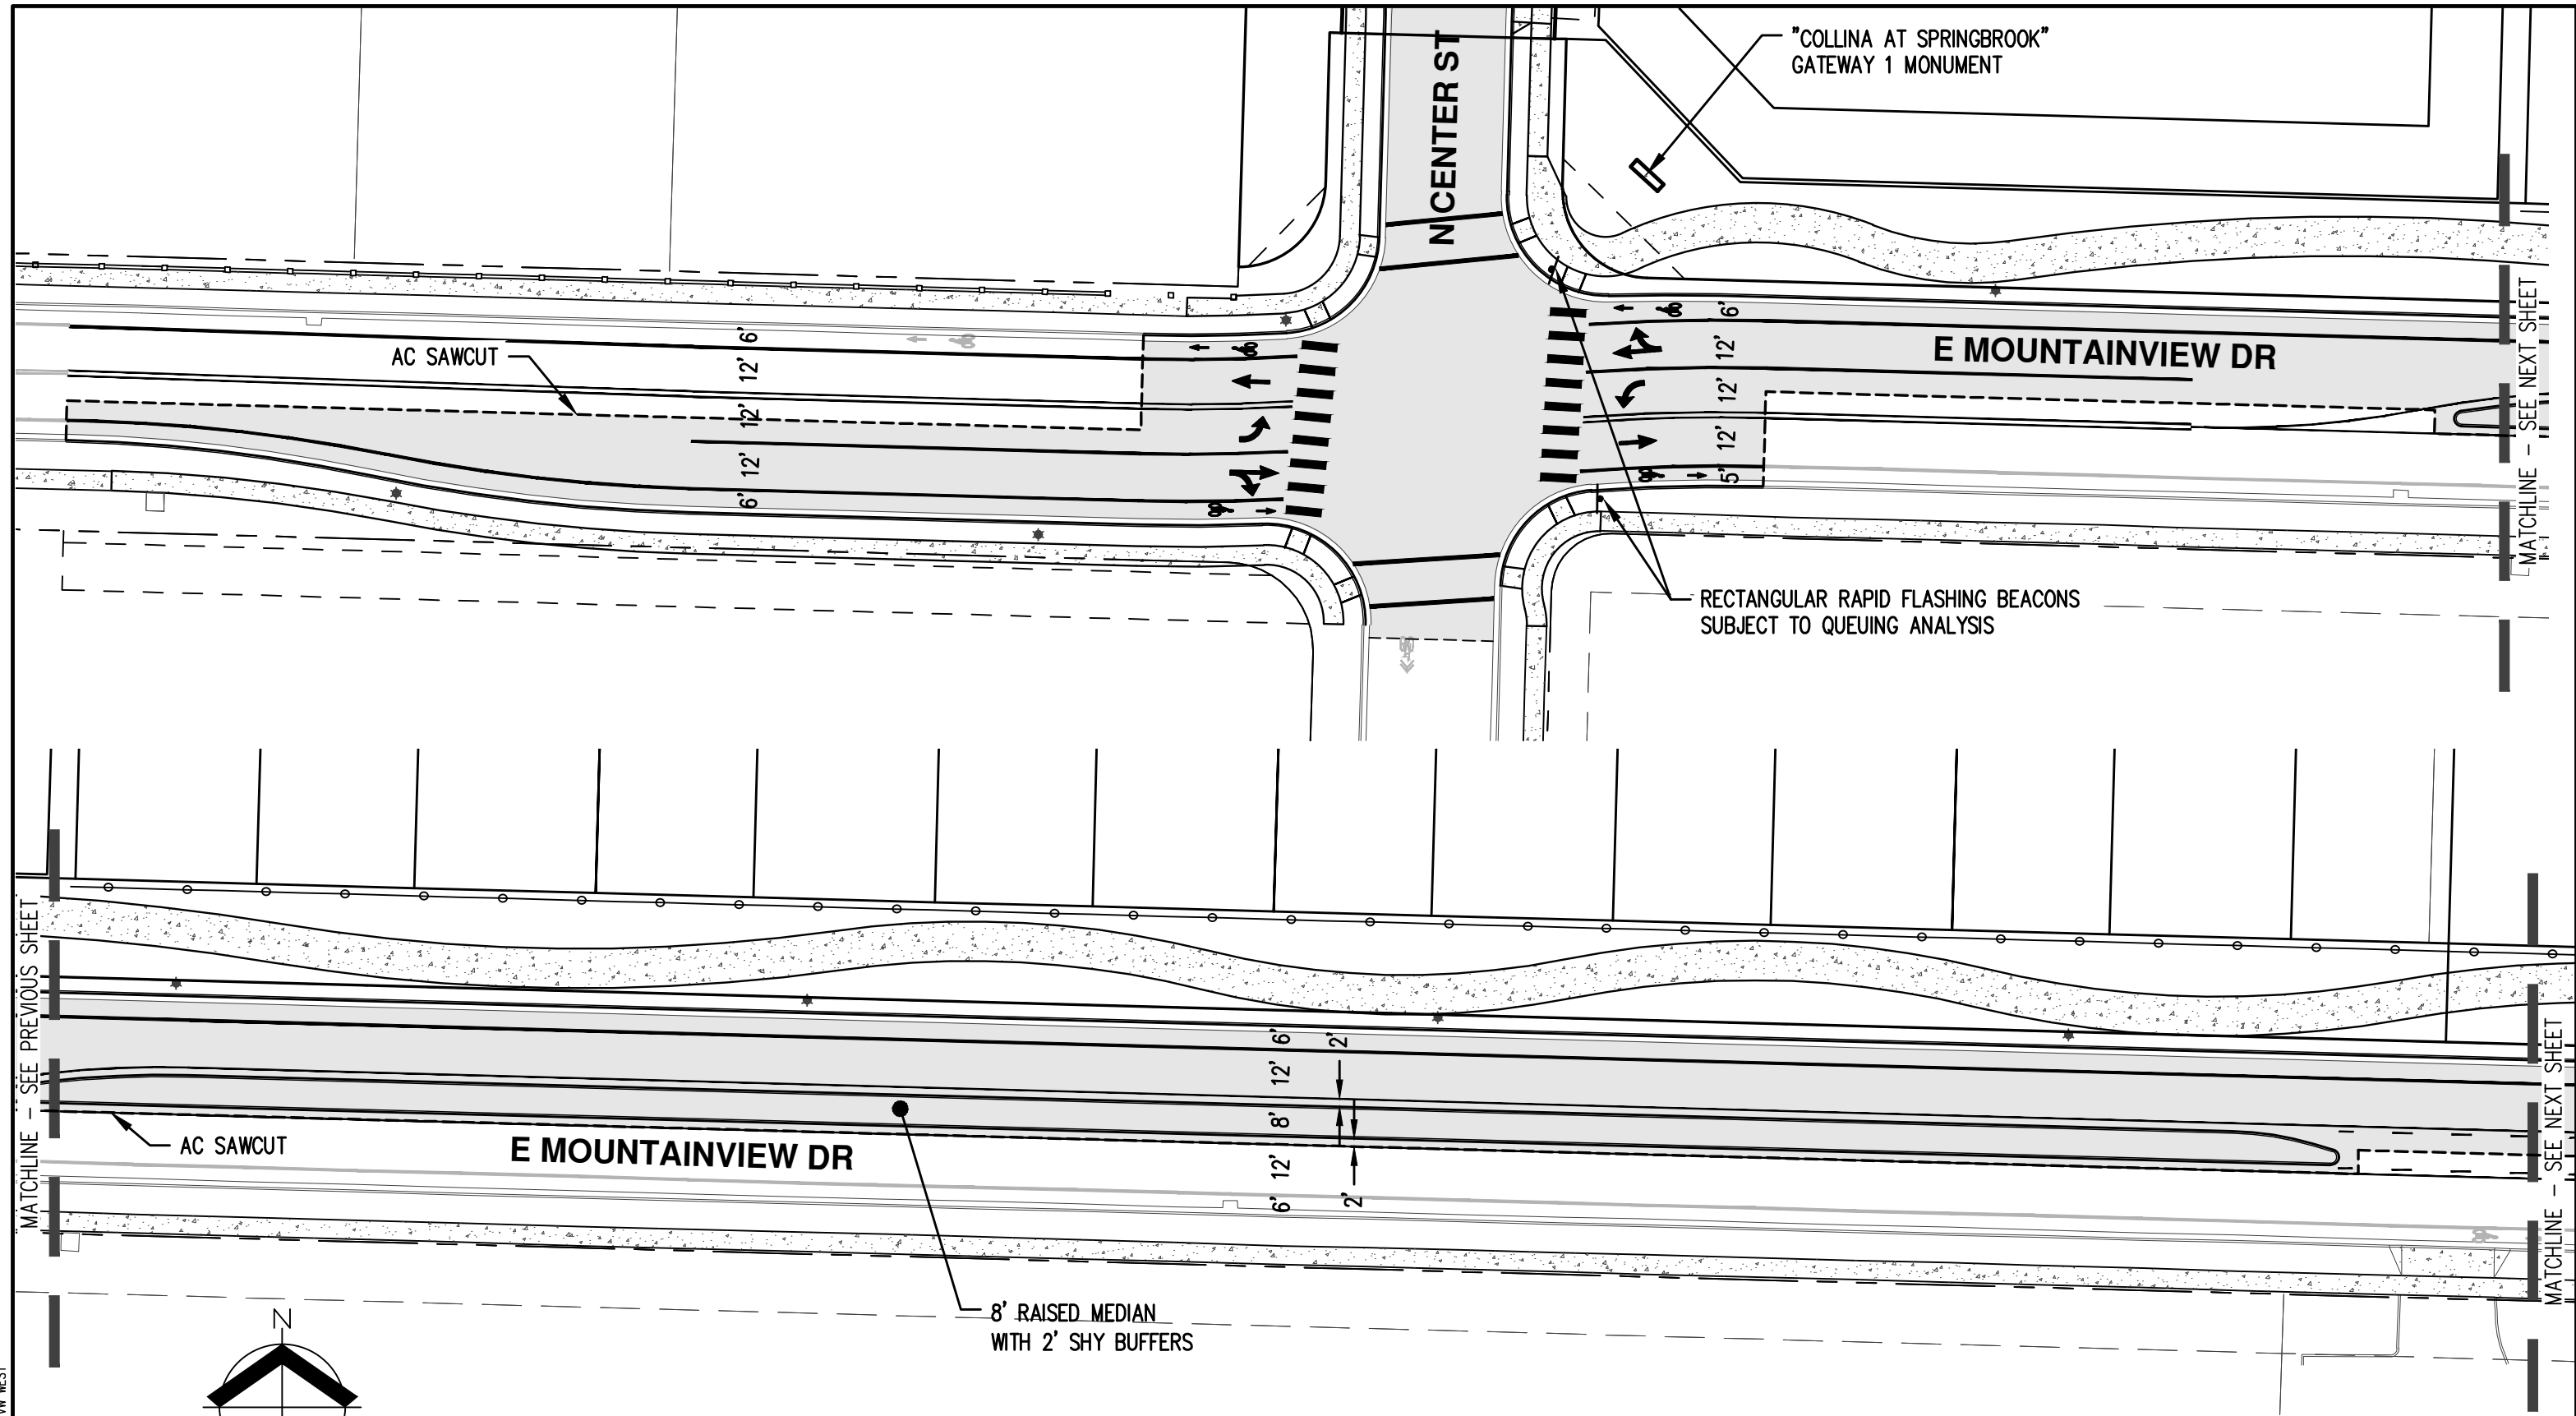 "COLLINA AT SPRINGBROOK"
GATEWAY 1 MONUMENT
N CENTER ST
E MOUNTAINVIEW DR
AC SAWCUT
6'
12'
12'
12'
6'
6'
12'
12'
12'
5'
MATCHLINE - SEE NEXT SHEET
RECTANGULAR RAPID FLASHING BEACONS
SUBJECT TO QUEUING ANALYSIS
MATCHLINE - SEE PREVIOUS SHEET
6'
2'
12'
8'
12'
6'
2'
AC SAWCUT
E MOUNTAINVIEW DR
8' RAISED MEDIAN
WITH 2' SHY BUFFERS
MATCHLINE - SEE NEXT SHEET
N
WEST